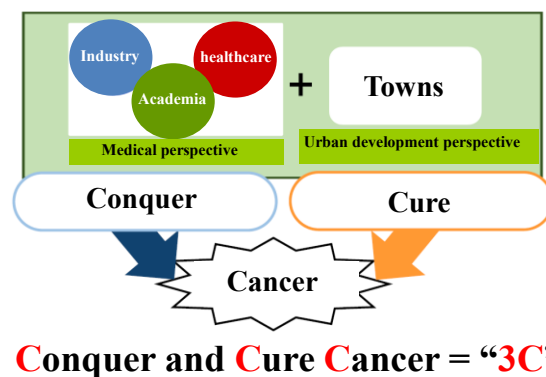 Industry
healthcare
Academia
+
Towns
Medical perspective
Urban development perspective
Conquer
Cure
Cancer
Conquer and Cure Cancer = “3C”